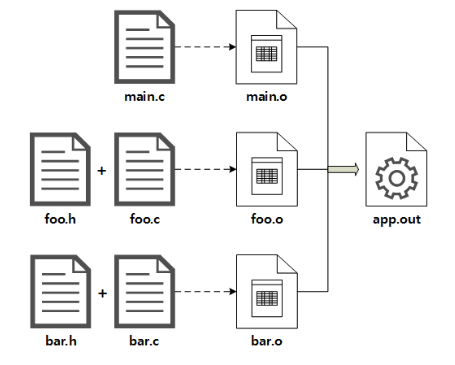 main.c
main.o
+
foo.h
foo.c
foo.o
app.out
+
bar.h
bar.c
bar.o